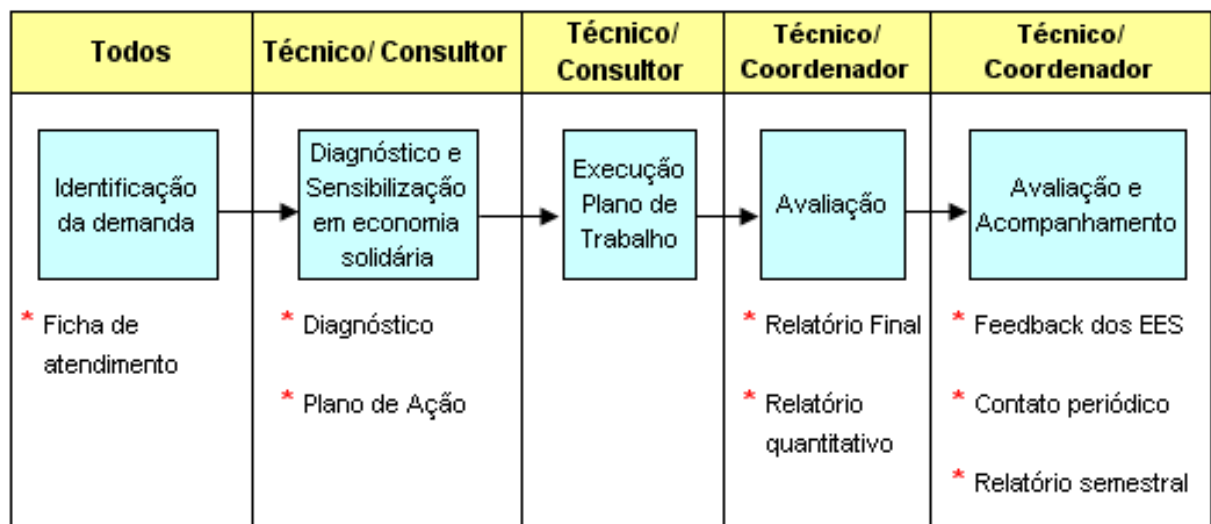 Todos
Técnico/ Consultor
Técnico/
Consultor
Técnico/
Coordenador
Técnico/
Coordenador
Identificação
da demanda
Diagnóstico e
Sensibilização
em economia
solidária
Execução
Plano de
Trabalho
Avaliação
Avaliação e
Acompanhamento
* Ficha de
atendimento
* Diagnóstico
* Plano de Ação
* Relatório Final
* Relatório
quantitativo
* Feedback dos EES
* Contato periódico
* Relatório semestral